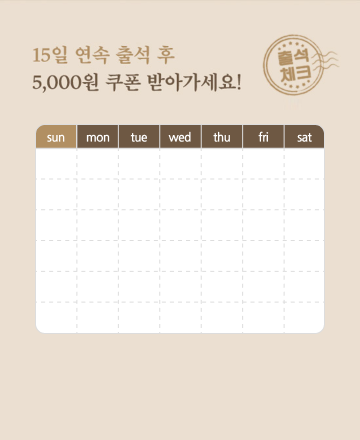 15일 연속 출석 후
5,000원 쿠폰 받아가세요!
출석
체크
sun mon tue wed thu fri sat